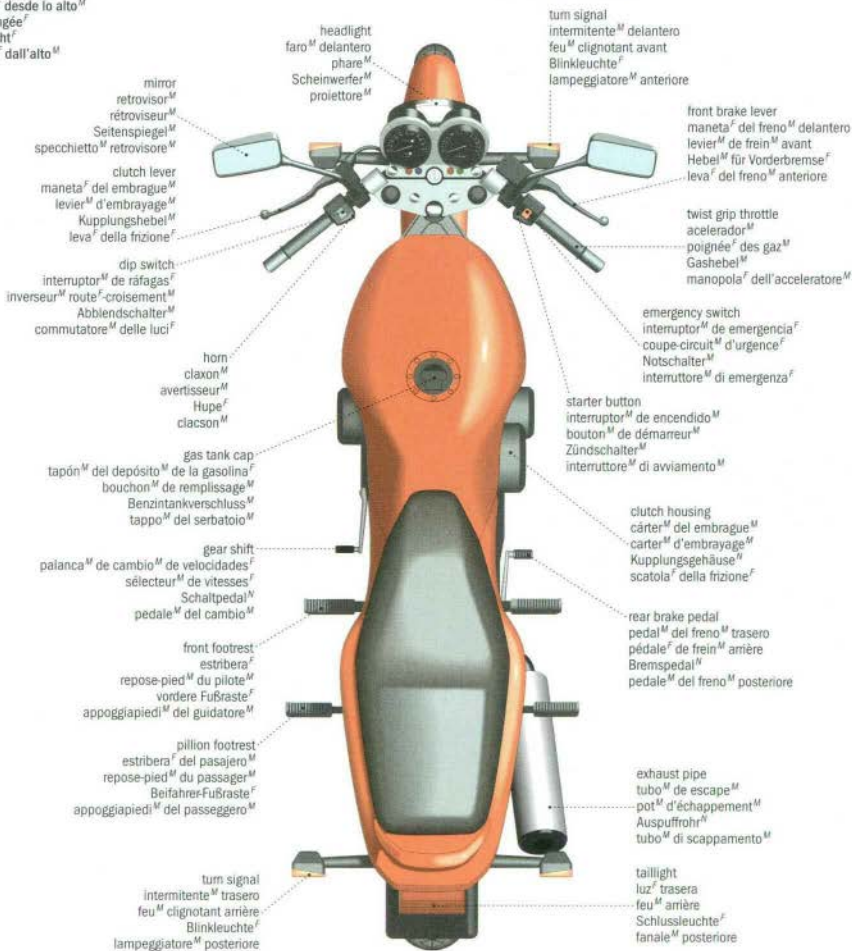 desde lo alto^M
dall'alto^M
headlight
faro^M delantero
phare^M
Scheinwerfer^M
proiettore^M
turn signal
intermitente^M delantero
feu^M clignotant avant
Blinkleuchte^F
lampeggiatore^M anteriore
mirror
retrovisor^M
rétroviseur^M
Seitenspiegel^M
specchietto^M retrovisore^M
front brake lever
maneta^F del freno^M delantero
levier^M de frein^M avant
Hebel^M für Vorderbremse^F
leva^F del freno^M anteriore
clutch lever
maneta^F del embrague^M
levier^M d'embrayage^M
Kupplungshebel^M
leva^F della frizione^F
twist grip throttle
acelerador^M
poignée^F des gaz^M
Gashebel^M
manopola^F dell'acceleratore^M
dip switch
interruptor^M de ráfagas^F
inverseur^M route^F-croisement^M
Abblendschalter^M
commutatore^M delle luci^F
emergency switch
interruptor^M de emergencia^F
coupe-circuit^M d'urgence^F
Notschalter^M
interruttore^M di emergenza^F
horn
claxon^M
avertisseur^M
Hupe^F
clacson^M
starter button
interruptor^M de encendido^M
bouton^M de démarreur^M
Zündschalter^M
interruttore^M di avviamento^M
gas tank cap
tapón^M del depósito^M de la gasolina^F
bouchon^M de remplissage^M
Benzintankverschluss^M
tappo^M del serbatoio^M
clutch housing
cárter^M del embrague^M
carter^M d'embrayage^M
Kupplungsgehäuse^N
scatola^F della frizione^F
gear shift
palanca^M de cambio^M de velocidades^F
sélecteur^M de vitesses^F
Schaltpedal^N
pedale^M del cambio^M
rear brake pedal
pedal^M del freno^M trasero
pédale^F de frein^M arrière
Bremspedal^N
pedale^M del freno^M posteriore
front footrest
estribera^F
repose-pied^M du pilote^M
vordere Fußraste^F
appoggiapiedi^M del guidatore^M
pillion footrest
estribera^F del pasajero^M
repose-pied^M du passager^M
Beifahrer-Fußraste^F
appoggiapiedi^M del passeggero^M
exhaust pipe
tubo^M de escape^M
pot^M d'échappement^M
Auspuffrohr^N
tubo^M di scappamento^M
turn signal
intermitente^M trasero
feu^M clignotant arrière
Blinkleuchte^F
lampeggiatore^M posteriore
taillight
luz^F trasera
feu^M arrière
Schlussleuchte^F
fanale^M posteriore